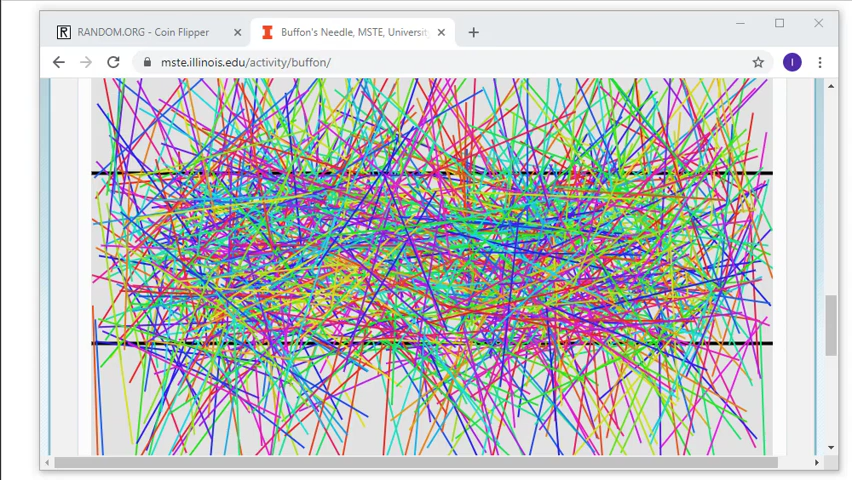 RANDOM.ORG - Coin Flipper
Buffon's Needle, MSTE, Universit
mste.illinois.edu/activity/buffon/
I